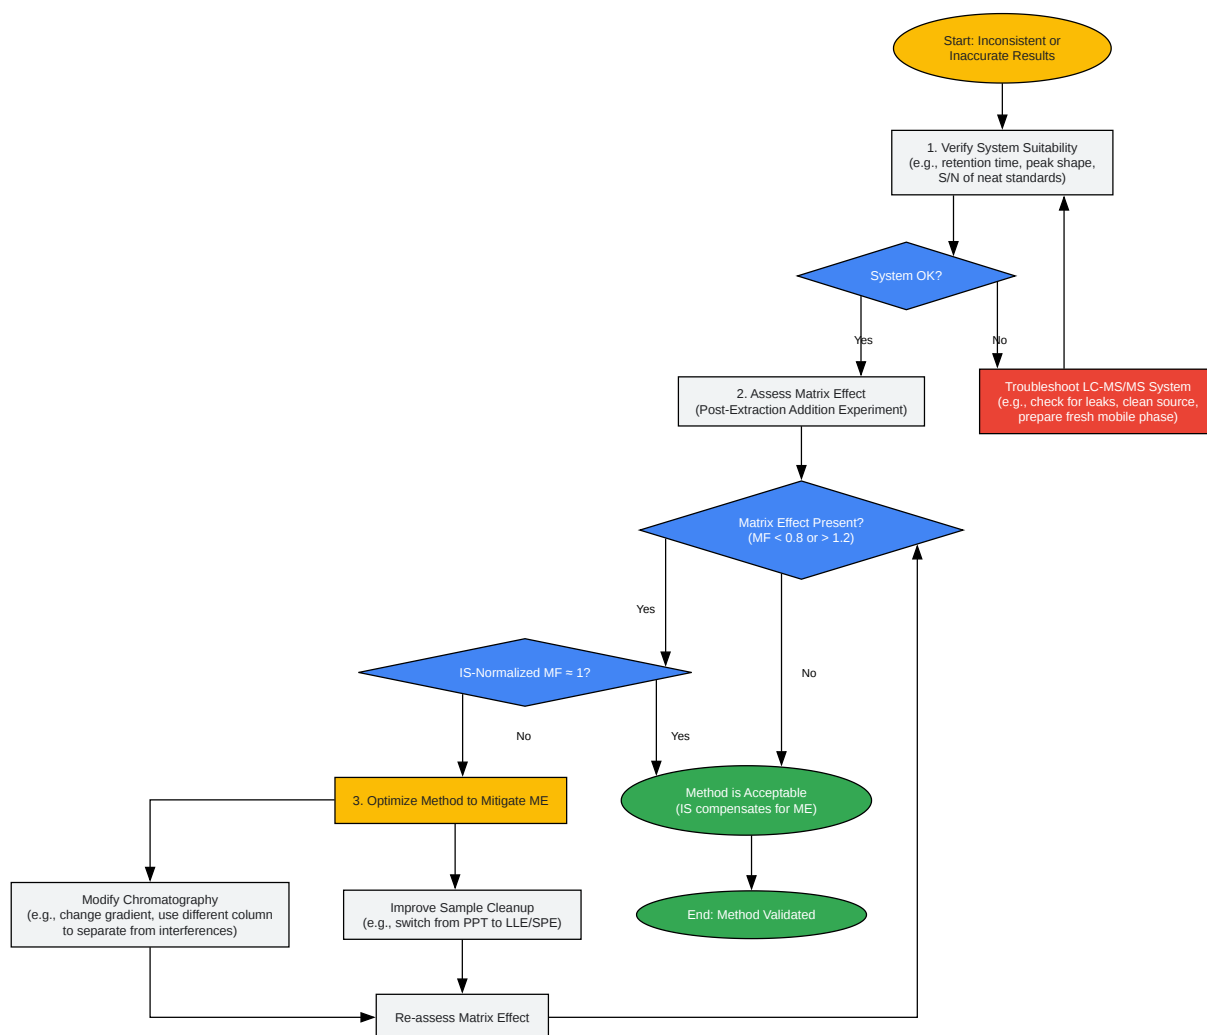 Start: Inconsistent or
Inaccurate Results
1. Verify System Suitability
(e.g., retention time, peak shape,
S/N of neat standards)
System OK?
Yes
No
Troubleshoot LC-MS/MS System
(e.g., check for leaks, clean source,
prepare fresh mobile phase)
2. Assess Matrix Effect
(Post-Extraction Addition Experiment)
Matrix Effect Present?
(MF < 0.8 or > 1.2)
Yes
No
IS-Normalized MF ≈ 1?
No
Yes
3. Optimize Method to Mitigate ME
Method is Acceptable
(IS compensates for ME)
Modify Chromatography
(e.g., change gradient, use different column
to separate from interferences)
Improve Sample Cleanup
(e.g., switch from PPT to LLE/SPE)
End: Method Validated
Re-assess Matrix Effect